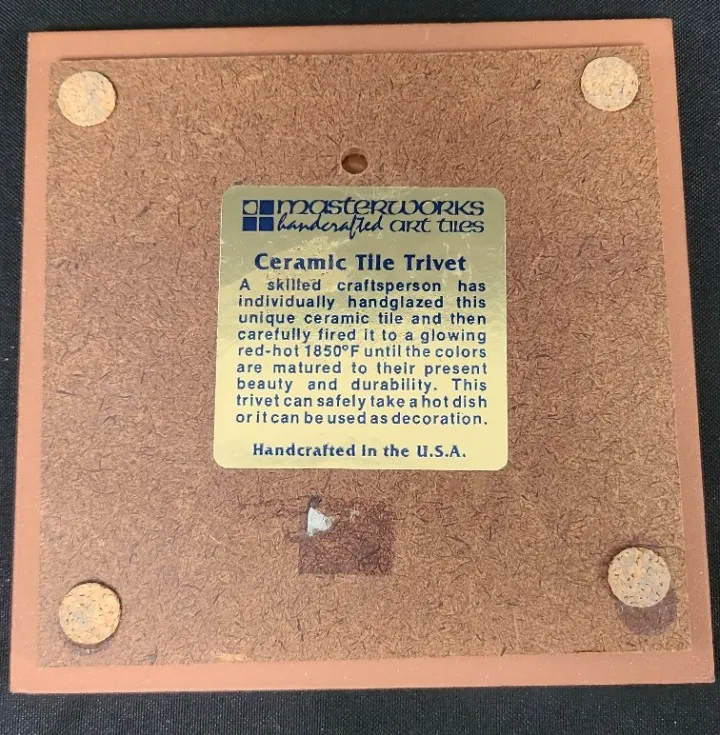 masterworks
handcrafted art tiles
Ceramic Tile Trivet
A skilled craftsperson has
individually handglazed this
unique ceramic tile and then
carefully fired it to a glowing
red-hot 1850°F until the colors
are matured to their present
beauty and durability. This
trivet can safely take a hot dish
or it can be used as decoration.
Handcrafted in the U.S.A.